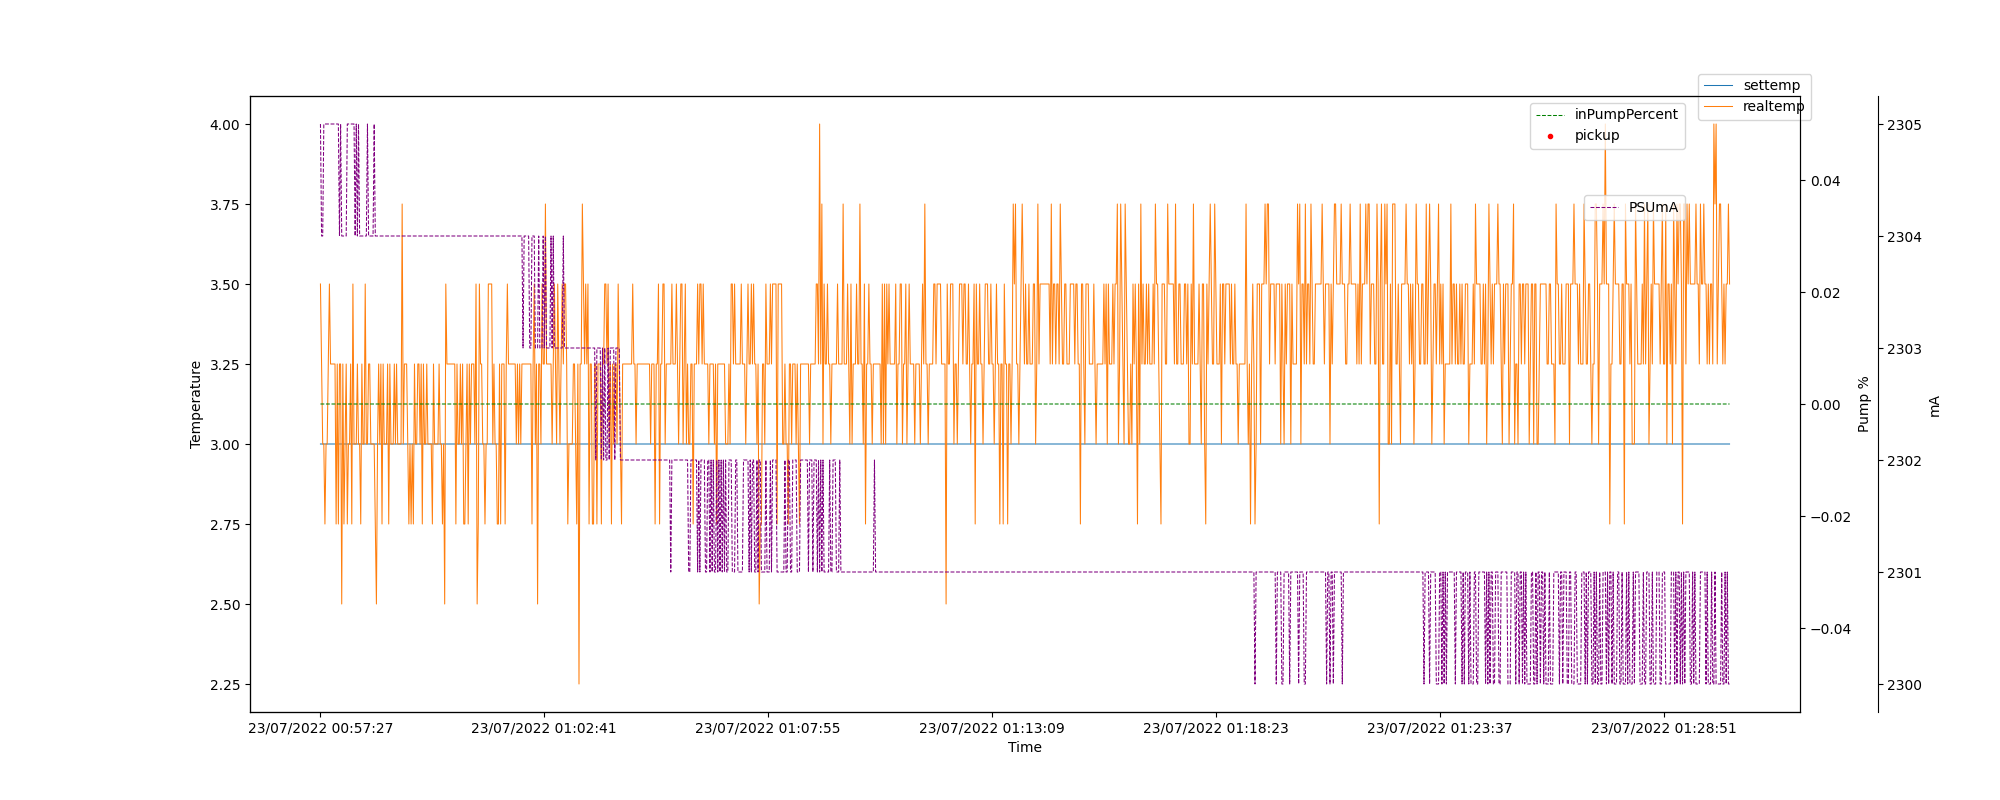 settemp
realtemp
inPumpPercent
pickup
PSUmA
Temperature
4.00
3.75
3.50
3.25
3.00
2.75
2.50
2.25
0.04
0.02
0.00
−0.02
−0.04
Pump %
2305
2304
2303
2302
2301
2300
mA
23/07/2022 00:57:27
23/07/2022 01:02:41
23/07/2022 01:07:55
23/07/2022 01:13:09
23/07/2022 01:18:23
23/07/2022 01:23:37
23/07/2022 01:28:51
Time